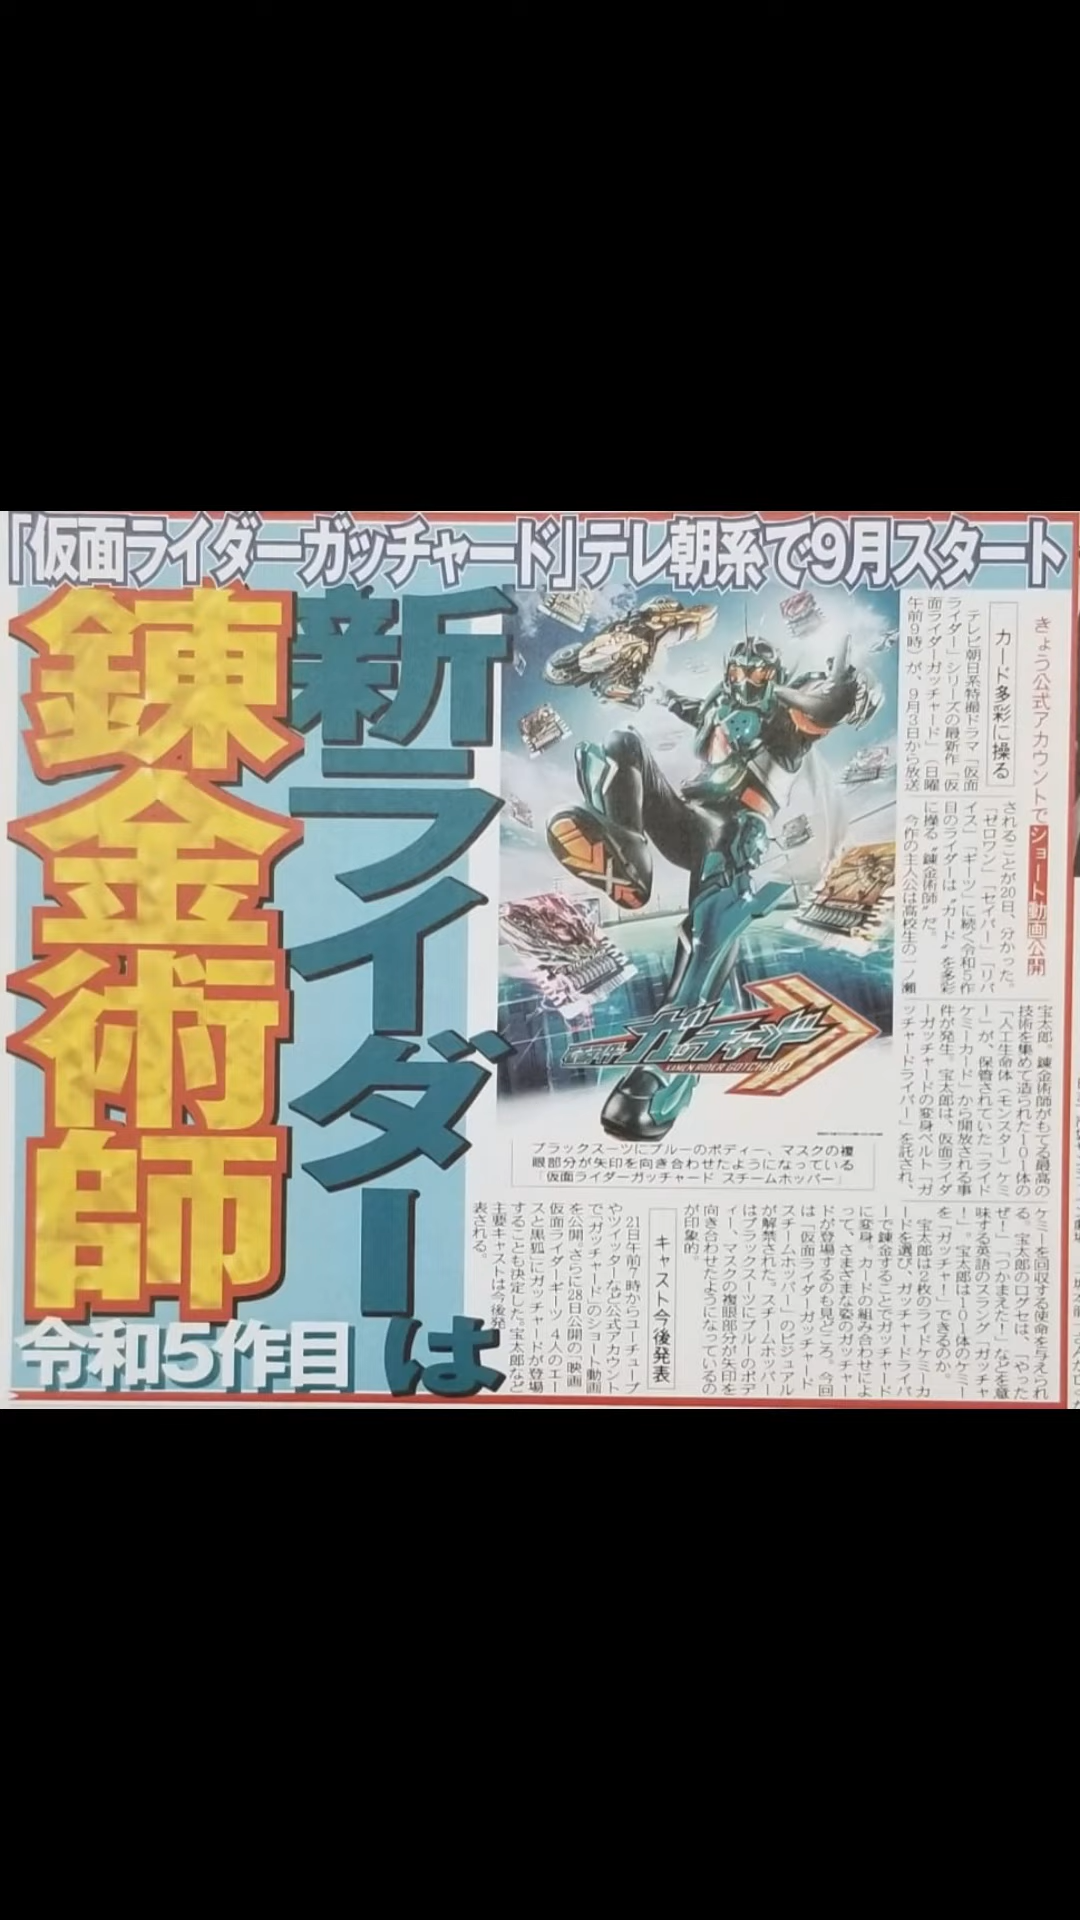 「仮面ライダーガッチャード」テレ朝系で9月スタート
新ライダーは
錬金術師
令和5作目
きょう公式アカウントでショート動画公開
カード多彩に操る
テレビ朝日系特撮ドラマ「仮面
ライダー」シリーズの最新作「仮
面ライダーガッチャード」（日曜
午前9時）が、9月3日から放送
されることが20日、分かった。
「ゼロワン」「セイバー」「リバ
イス」「ギーツ」に続く令和5作
目のライダーは〝カード〟を多彩
に操る〝錬金術師〟だ。
今作の主人公は高校生の一ノ瀬
宝太郎。錬金術師がもてる最高の
技術を集めて造られた101体の
「人工生命体（モンスター）ケミ
ー」が、保管されていた「ライド
ケミーカード」から開放される事
件が発生。宝太郎は、仮面ライダ
ーガッチャードの変身ベルト「ガ
ッチャードライバー」を託され、
ケミーを回収する使命を与えられ
る。宝太郎のログセは、「やった
ぜ！」「つかまえた！」などを意
味する英語のスラング「ガッチャ
！」。宝太郎は101体のケミー
を「ガッチャ！」できるのか。
宝太郎は2枚のライドケミーカ
ードを選び、ガッチャードライバ
ーで錬金することでガッチャード
に変身。カードの組み合わせによ
って、さまざまな姿のガッチャー
ドが登場するのも見どころ。今回
は「仮面ライダーガッチャード
スチームホッパー」のビジュアル
が解禁された。スチームホッパー
はブラックスーツにブルーのボデ
ィー、マスクの複眼部分が矢印を
向き合わせたようになっているの
が印象的。
キャスト今後発表
21日午前7時からユーチューブ
やツイッターなど公式アカウント
で「ガッチャード」のショート動画
を公開。さらに28日公開の「映画
仮面ライダーギーツ 4人のエー
スと黒狐」にガッチャードが登場
することも決定した。宝太郎など
主要キャストは今後発
表される。
仮面ライダー
ガッチャード
KAMEN RIDER GOTCHARD
ブラックスーツにブルーのボディー、マスクの複
眼部分が矢印を向き合わせたようになっている
「仮面ライダーガッチャード スチームホッパー」